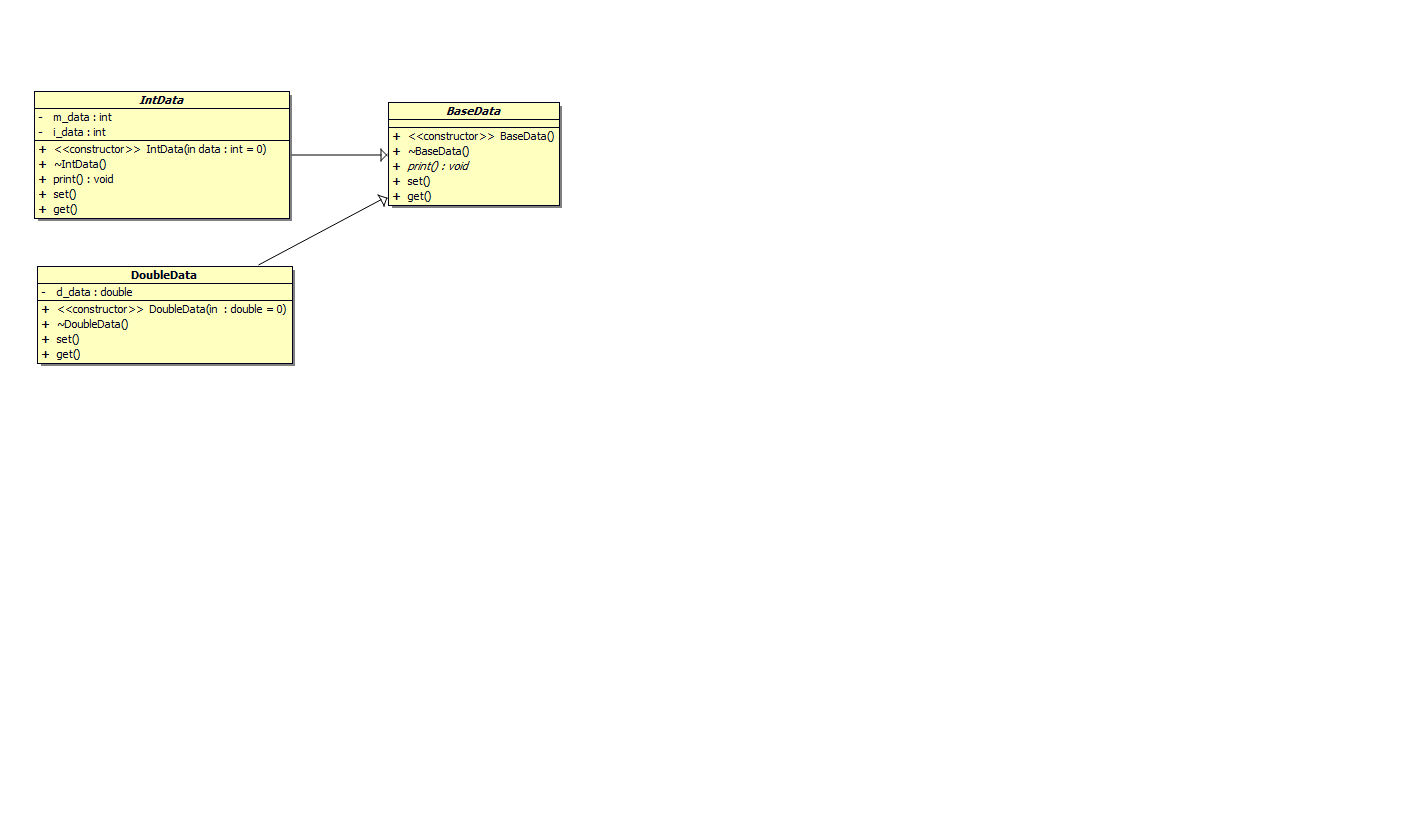 IntData
- m_data : int
- i_data : int
+ <<constructor>> IntData(in data : int = 0)
+ ~IntData()
+ print() : void
+ set()
+ get()
BaseData
+ <<constructor>> BaseData()
+ ~BaseData()
+ print() : void
+ set()
+ get()
DoubleData
- d_data : double
+ <<constructor>> DoubleData(in : double = 0)
+ ~DoubleData()
+ set()
+ get()